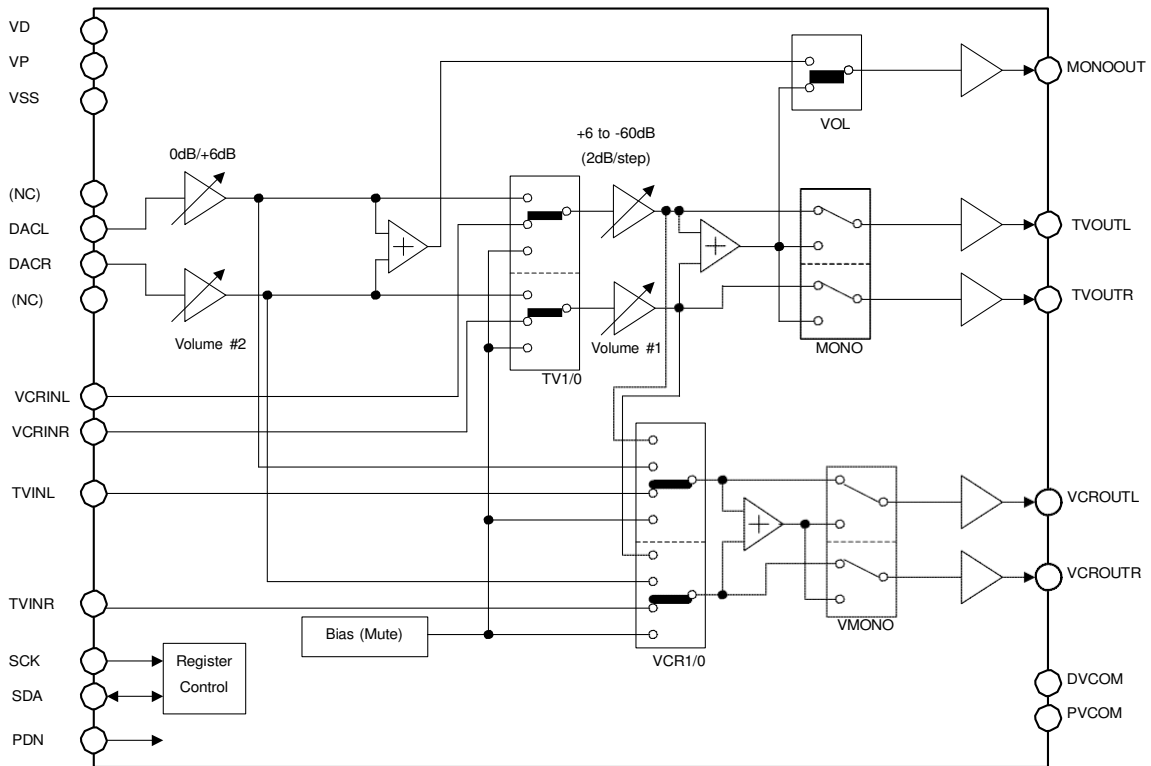 VD
VP
VSS
(NC)
DACL
DACR
(NC)
VCRINL
VCRINR
TVINL
TVINR
SCK
SDA
PDN
0dB/+6dB
Volume #2
+
Bias (Mute)
Register
Control
TV1/0
+6 to -60dB
(2dB/step)
Volume #1
+
VOL
MONO
VCR1/0
+
VMONO
MONOOUT
TVOUTL
TVOUTR
VCROUTL
VCROUTR
DVCOM
PVCOM